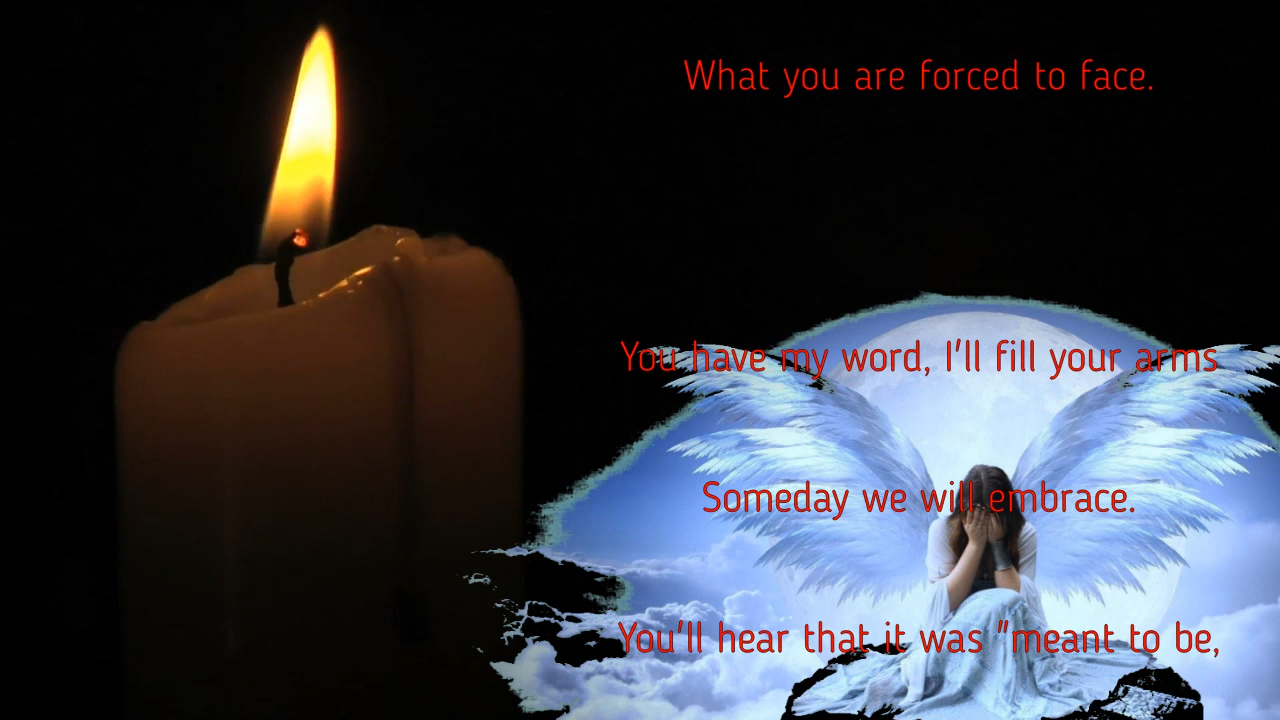 What you are forced to face.
You have my word, I'll fill your arms
Someday we will embrace.
You'll hear that it was "meant to be,